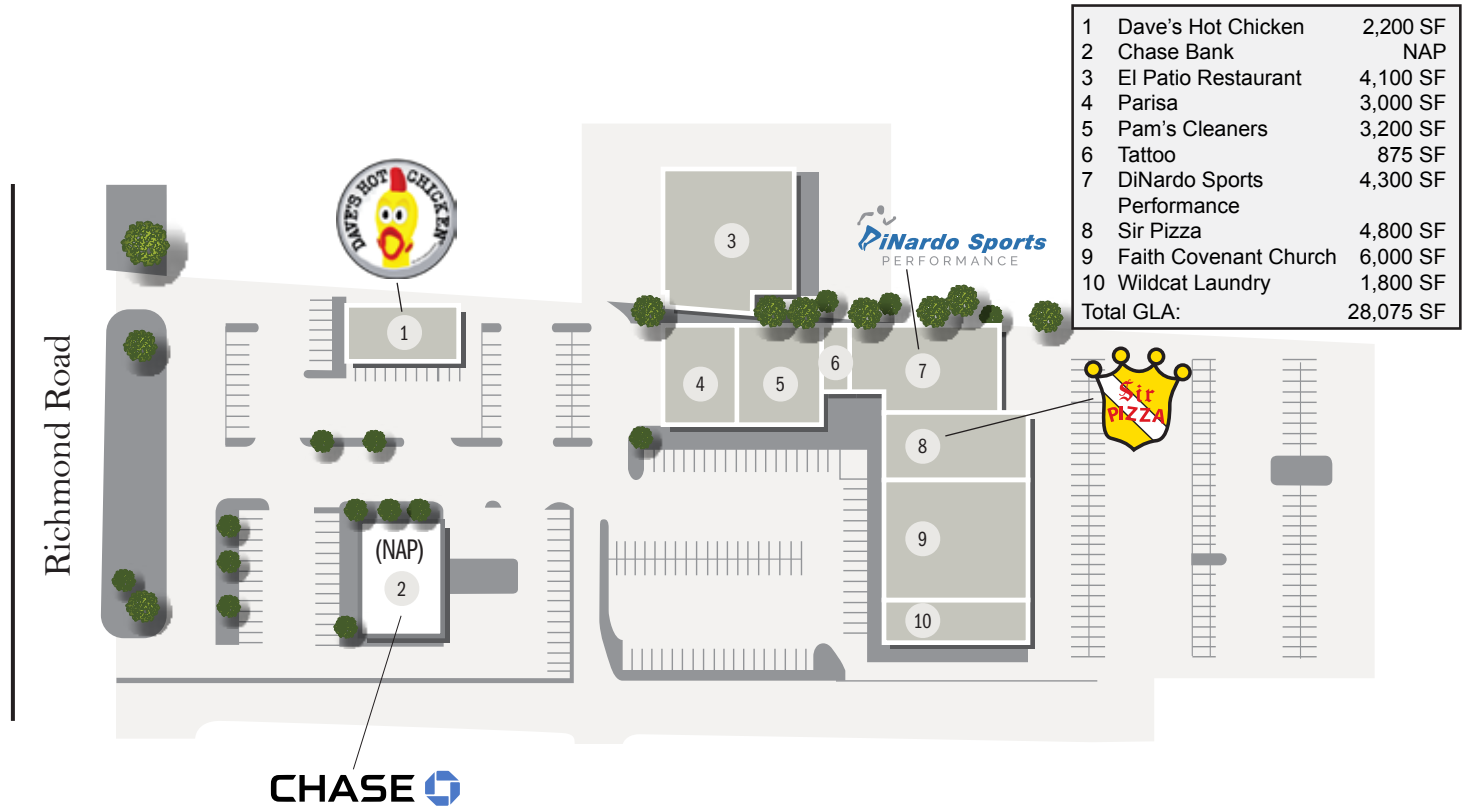 1 Dave's Hot Chicken 2,200 SF
2 Chase Bank NAP
3 El Patio Restaurant 4,100 SF
4 Parisa 3,000 SF
5 Pam's Cleaners 3,200 SF
6 Tattoo 875 SF
7 DiNardo Sports 4,300 SF
Performance
8 Sir Pizza 4,800 SF
9 Faith Covenant Church 6,000 SF
10 Wildcat Laundry 1,800 SF
Total GLA: 28,075 SF
DAVE'S HOT CHICKEN
3
DiNardo Sports
PERFORMANCE
1
Richmond Road
4
5
6
7
Sir
PIZZA
8
9
(NAP)
2
10
CHASE